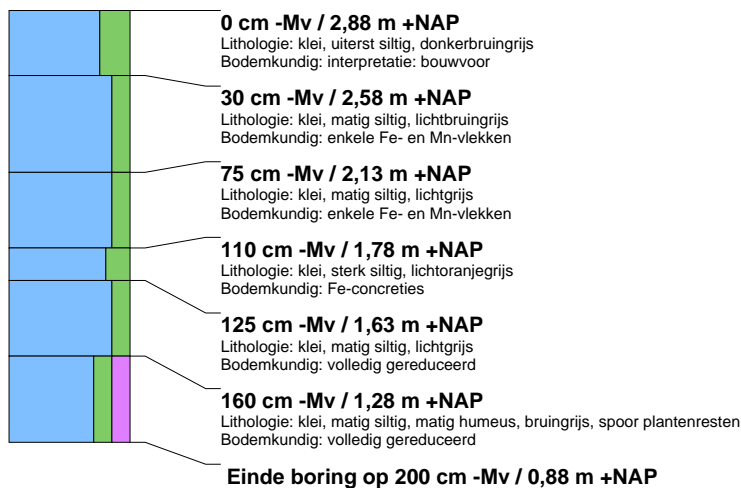 0 cm -Mv / 2,88 m +NAP
Lithologie: klei, uiterst siltig, donkerbruingrijs
Bodemkundig: interpretatie: bouwvoor
30 cm -Mv / 2,58 m +NAP
Lithologie: klei, matig siltig, lichtbruingrijs
Bodemkundig: enkele Fe- en Mn-vlekken
75 cm -Mv / 2,13 m +NAP
Lithologie: klei, matig siltig, lichtgrijs
Bodemkundig: enkele Fe- en Mn-vlekken
110 cm -Mv / 1,78 m +NAP
Lithologie: klei, sterk siltig, lichtoranjegrijs
Bodemkundig: Fe-concreties
125 cm -Mv / 1,63 m +NAP
Lithologie: klei, matig siltig, lichtgrijs
Bodemkundig: volledig gereduceerd
160 cm -Mv / 1,28 m +NAP
Lithologie: klei, matig siltig, matig humeus, bruingrijs, spoor plantenresten
Bodemkundig: volledig gereduceerd
Einde boring op 200 cm -Mv / 0,88 m +NAP